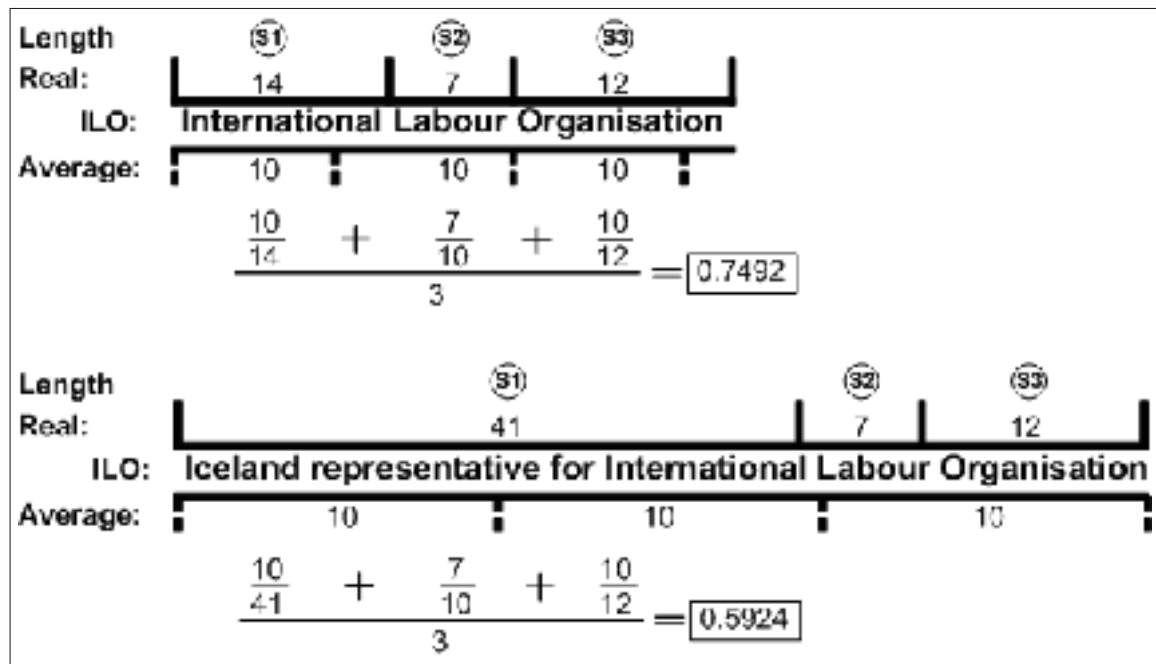 Length S1 S2 S3
Real: 14 7 12
ILO: International Labour Organisation
Average: 10 10 10
10 7 10
+ +
14 10 12
= 0.7492
3
Length S1 S2 S3
Real: 41 7 12
ILO: Iceland representative for International Labour Organisation
Average: 10 10 10
10 7 10
+ +
41 10 12
= 0.5924
3